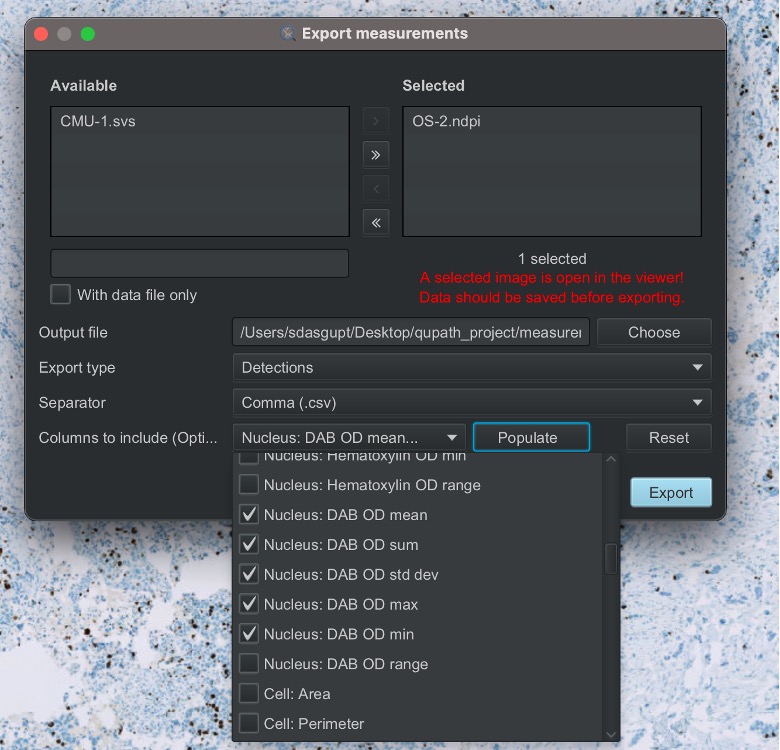 Export measurements
Available
Selected
CMU-1.svs
OS-2.ndpi
1 selected
A selected image is open in the viewer!
With data file only
Data should be saved before exporting.
Output file
/Users/sdasgupt/Desktop/qupath_project/measurer
Choose
Export type
Detections
Separator
Comma (.csv)
Columns to include (Opti...
Nucleus: DAB OD mean...
Populate
Reset
Nucleus: Hematoxylin OD min
Nucleus: Hematoxylin OD range
Export
Nucleus: DAB OD mean
Nucleus: DAB OD sum
Nucleus: DAB OD std dev
Nucleus: DAB OD max
Nucleus: DAB OD min
Nucleus: DAB OD range
Cell: Area
Cell: Perimeter